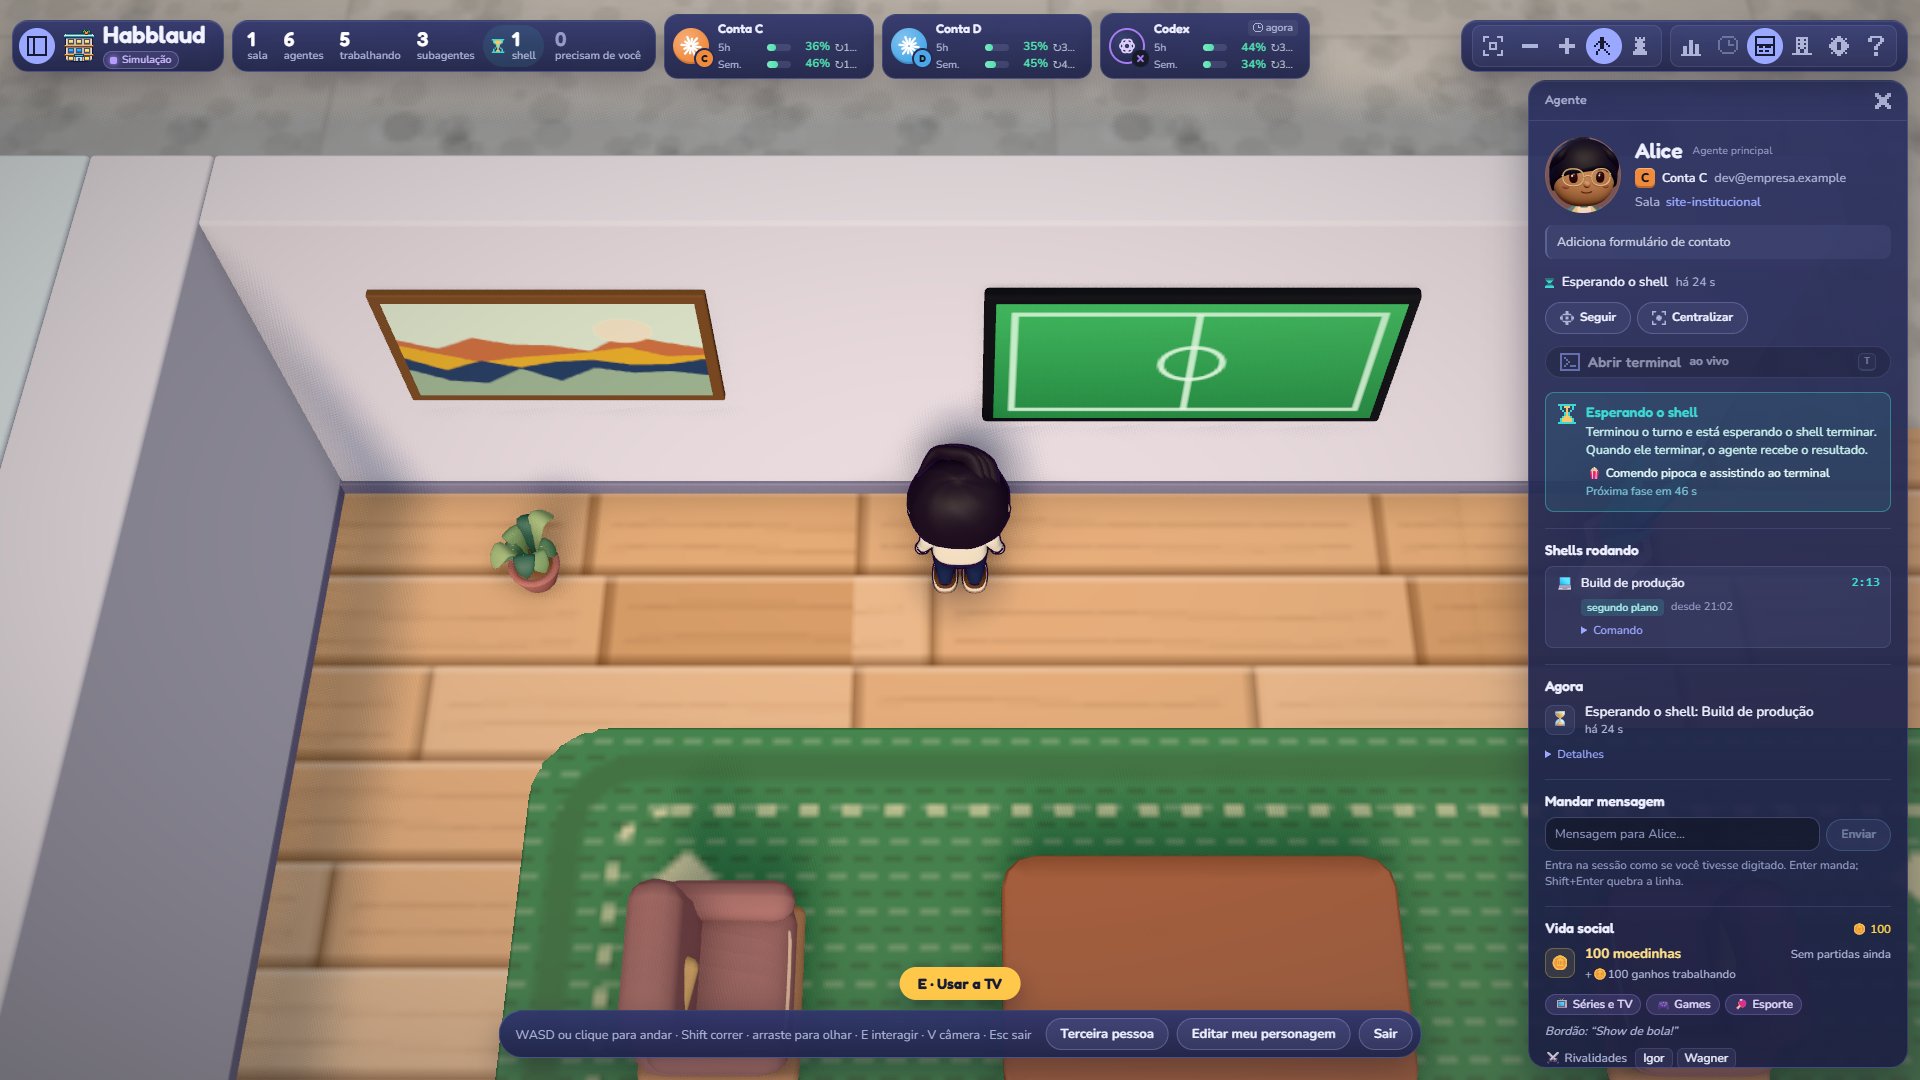 Habblaud
Simulação
1 sala
6 agentes
5 trabalhando
3 subagentes
1 shell
0 precisam de você
Conta C
5h 36% ↻1...
Sem. 46% ↻1...
C
Conta D
5h 35% ↻3...
Sem. 45% ↻4...
D
Codex agora
5h 44% ↻3...
Sem. 34% ↻3...
X
Agente
Alice Agente principal
C Conta C dev@empresa.example
Sala site-institucional
Adiciona formulário de contato
Esperando o shell há 24 s
Seguir
Centralizar
Abrir terminal ao vivo T
Esperando o shell
Terminou o turno e está esperando o shell terminar.
Quando ele terminar, o agente recebe o resultado.
Comendo pipoca e assistindo ao terminal
Próxima fase em 46 s
Shells rodando
Build de produção 2:13
segundo plano desde 21:02
Comando
Agora
Esperando o shell: Build de produção
há 24 s
Detalhes
Mandar mensagem
Mensagem para Alice...
Enviar
Entra na sessão como se você tivesse digitado. Enter manda;
Shift+Enter quebra a linha.
Vida social 100
100 moedinhas Sem partidas ainda
+ 100 ganhos trabalhando
Séries e TV
Games
Esporte
Bordão: “Show de bola!”
Rivalidades Igor Wagner
E · Usar a TV
WASD ou clique para andar · Shift correr · arraste para olhar · E interagir · V câmera · Esc sair
Terceira pessoa
Editar meu personagem
Sair